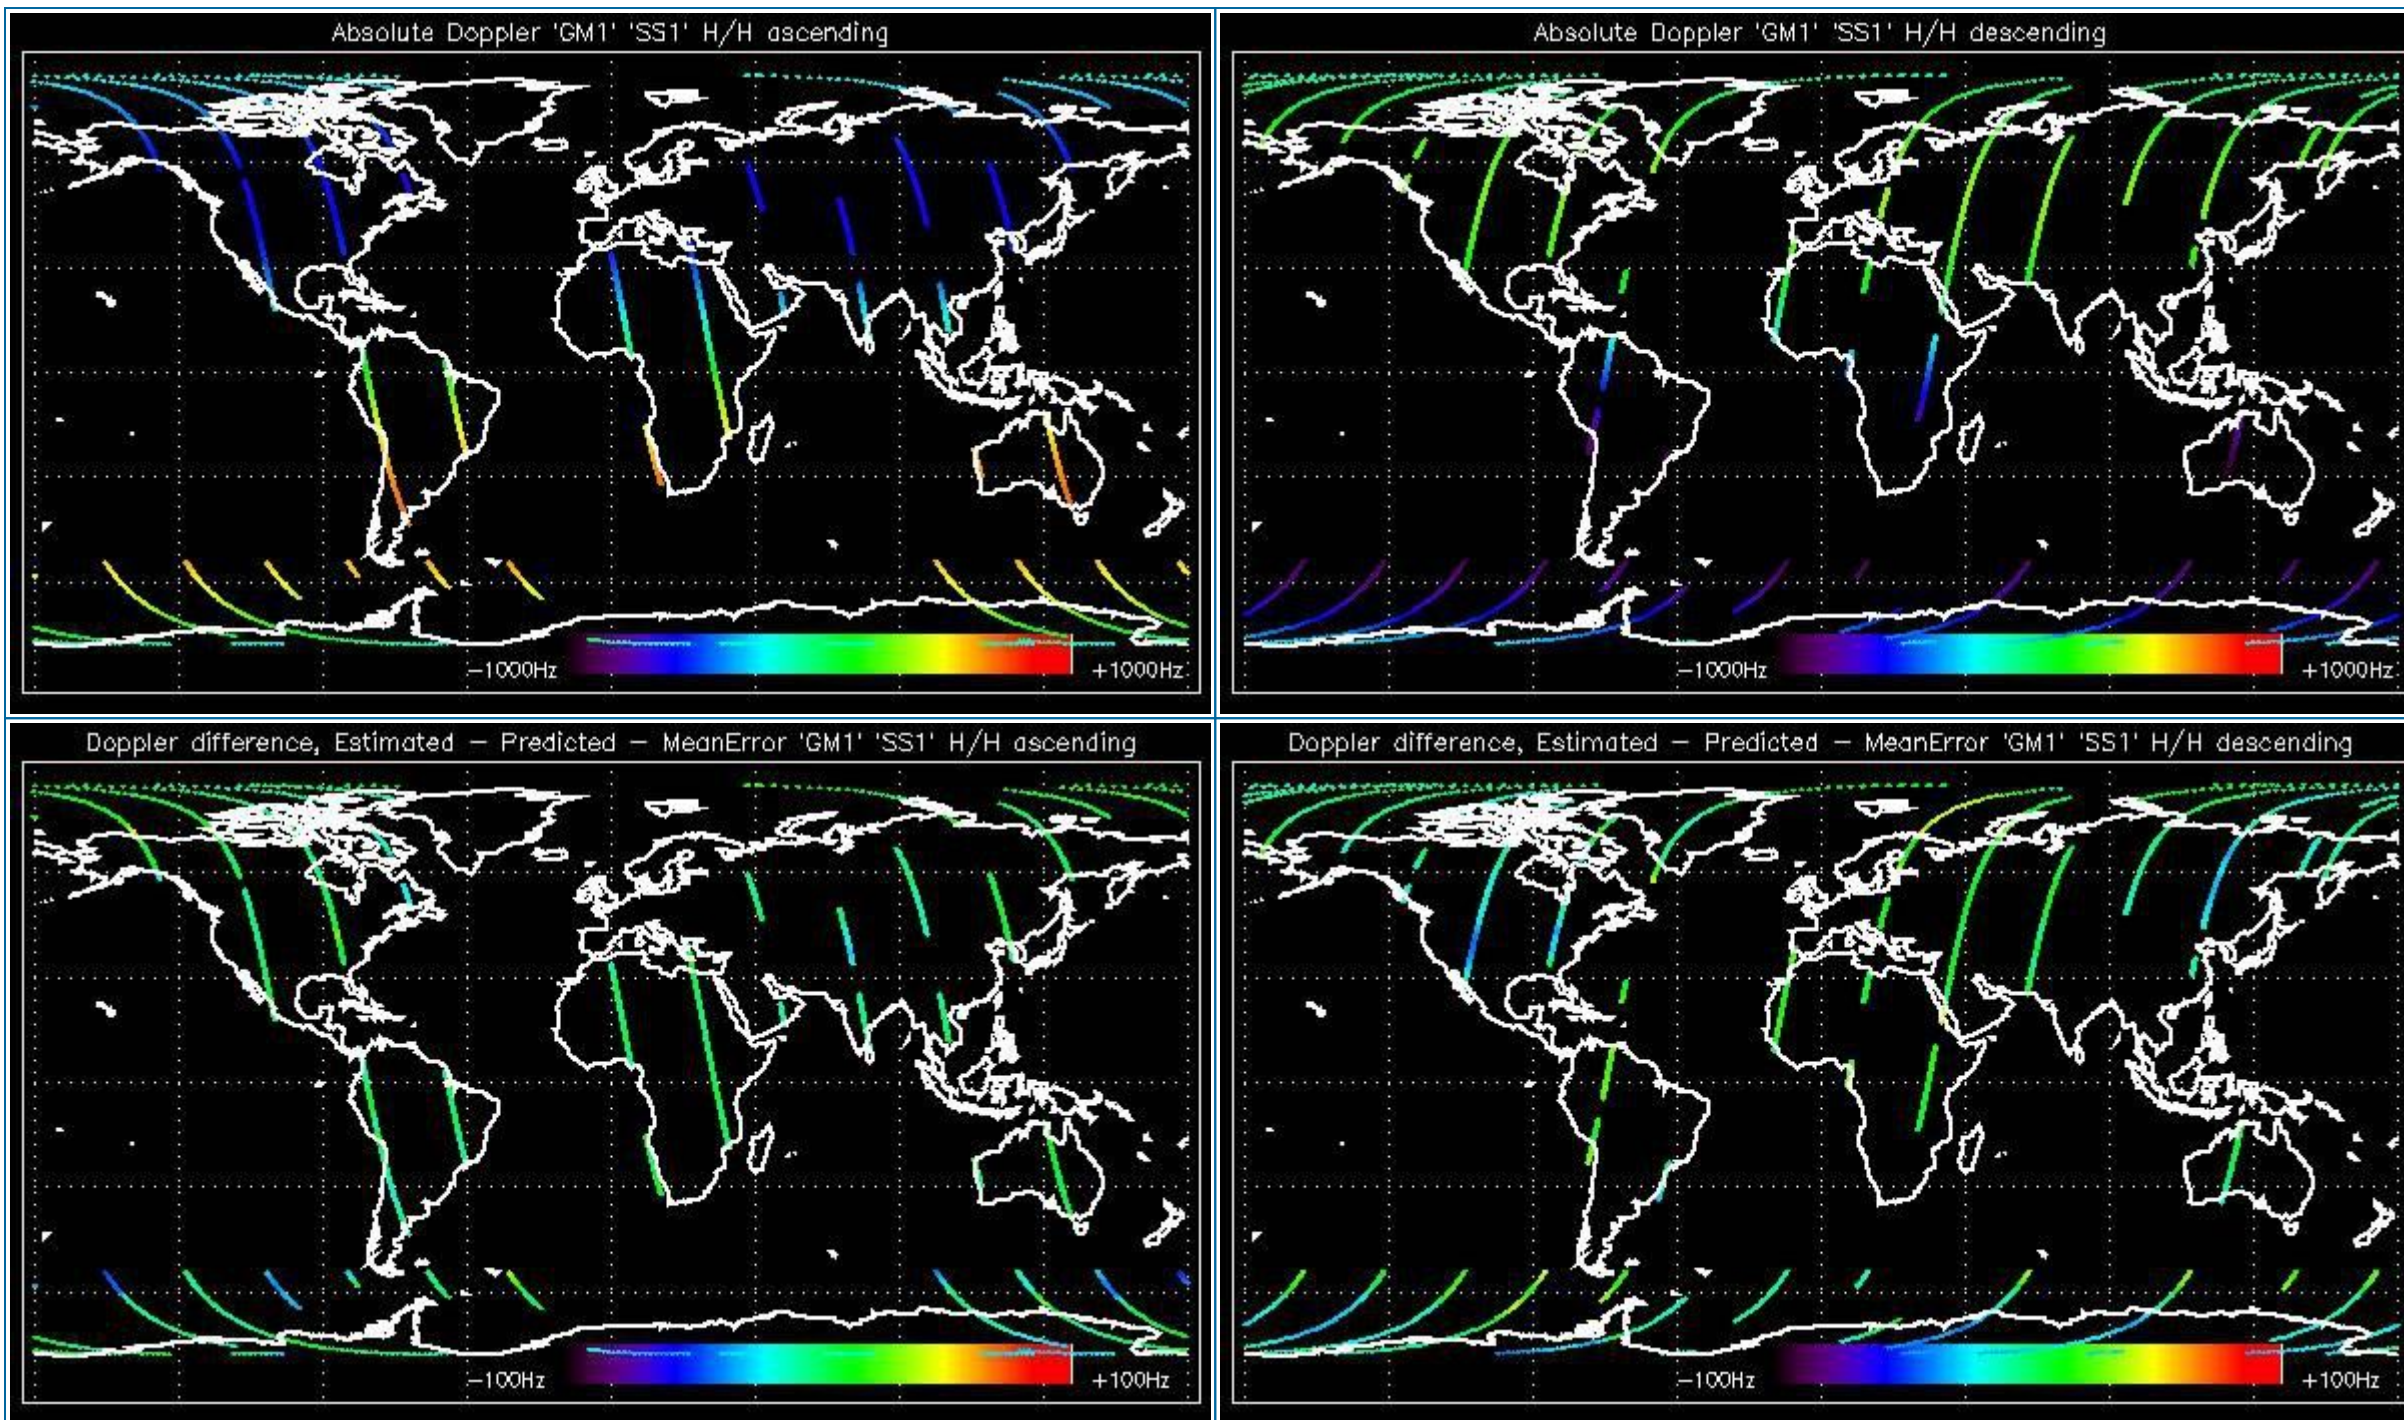 Absolute Doppler 'GM1' 'SS1' H/H ascending
-1000Hz
+1000Hz
Absolute Doppler 'GM1' 'SS1' H/H descending
-1000Hz
+1000Hz
Doppler difference, Estimated - Predicted - MeanError 'GM1' 'SS1' H/H ascending
-100Hz
+100Hz
Doppler difference, Estimated - Predicted - MeanError 'GM1' 'SS1' H/H descending
-100Hz
+100Hz